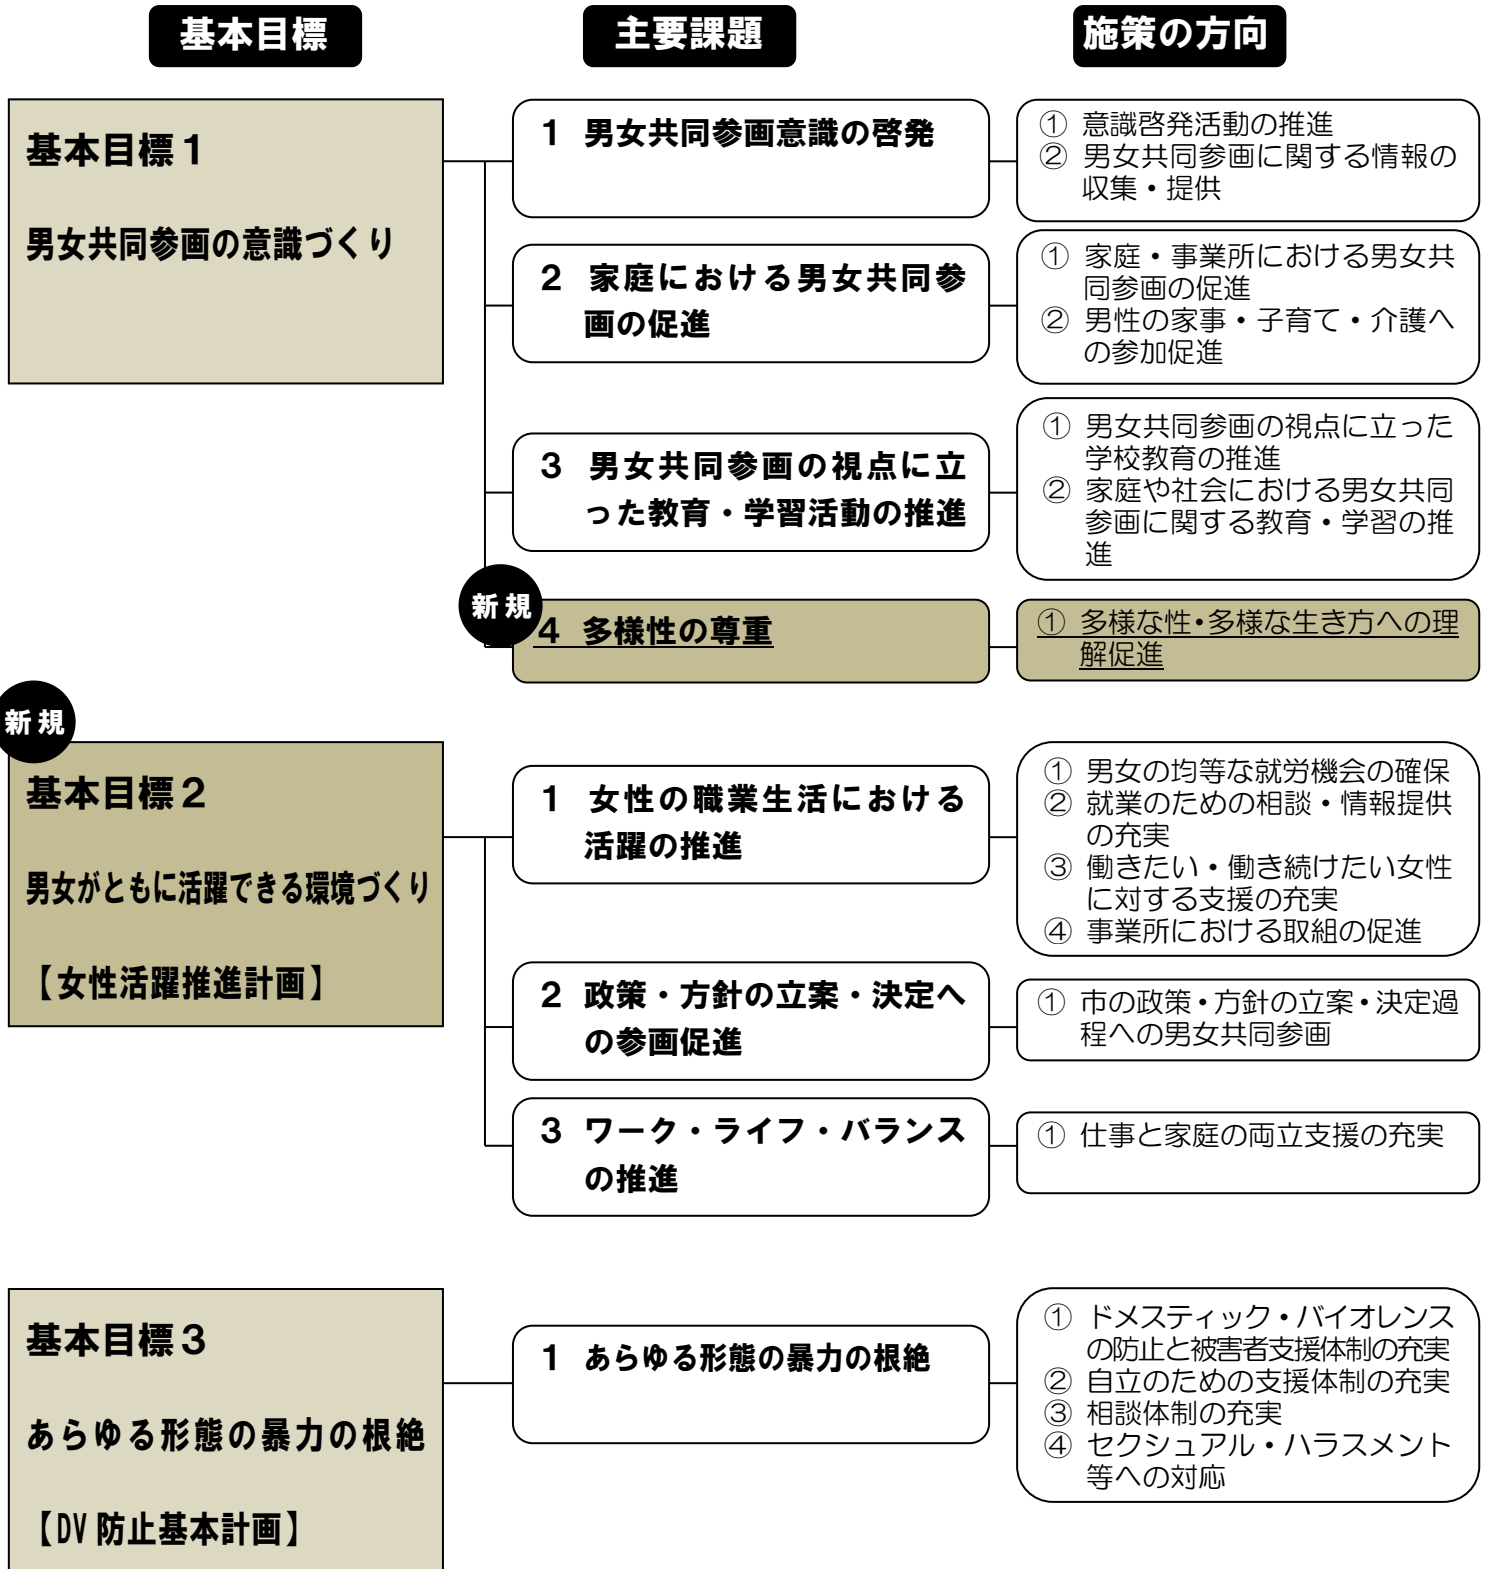 基本目標
主要課題
施策の方向
基本目標１
男女共同参画の意識づくり
１ 男女共同参画意識の啓発
① 意識啓発活動の推進
② 男女共同参画に関する情報の
収集・提供
２ 家庭における男女共同参
画の促進
① 家庭・事業所における男女共
同参画の促進
② 男性の家事・子育て・介護へ
の参加促進
３ 男女共同参画の視点に立
った教育・学習活動の推進
① 男女共同参画の視点に立った
学校教育の推進
② 家庭や社会における男女共同
参画に関する教育・学習の推
進
新規
４ 多様性の尊重
① 多様な性・多様な生き方への理
解促進
新規
基本目標２
男女がともに活躍できる環境づくり
【女性活躍推進計画】
１ 女性の職業生活における
活躍の推進
① 男女の均等な就労機会の確保
② 就業のための相談・情報提供
の充実
③ 働きたい・働き続けたい女性
に対する支援の充実
④ 事業所における取組の促進
２ 政策・方針の立案・決定へ
の参画促進
① 市の政策・方針の立案・決定過
程への男女共同参画
３ ワーク・ライフ・バランス
の推進
① 仕事と家庭の両立支援の充実
基本目標３
あらゆる形態の暴力の根絶
【DV 防止基本計画】
１ あらゆる形態の暴力の根絶
① ドメスティック・バイオレンス
の防止と被害者支援体制の充実
② 自立のための支援体制の充実
③ 相談体制の充実
④ セクシュアル・ハラスメント
等への対応